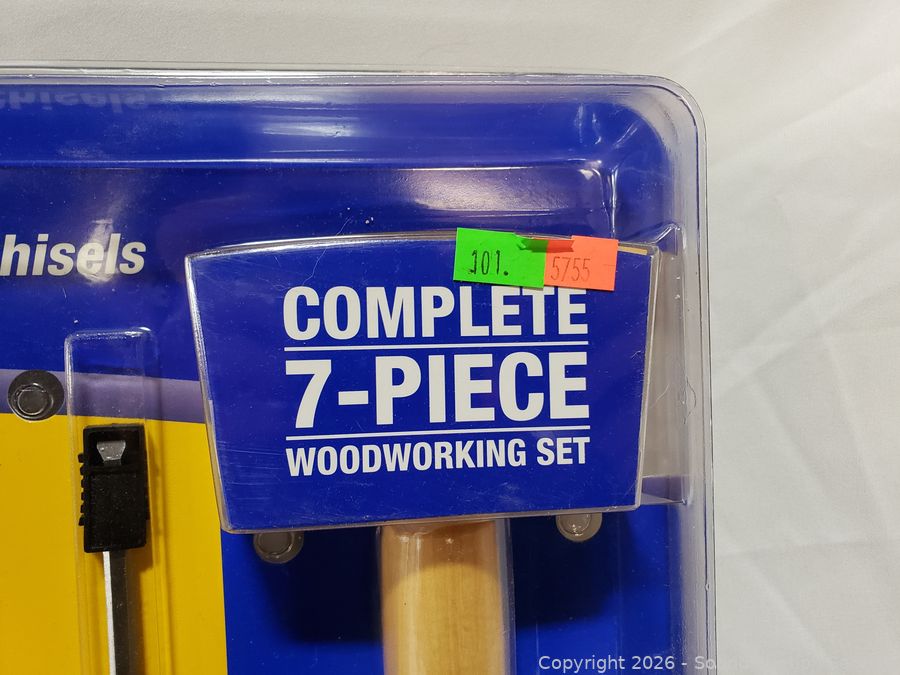 hisels
101.
5755
COMPLETE
7-PIECE
WOODWORKING SET
Copyright 2026 -